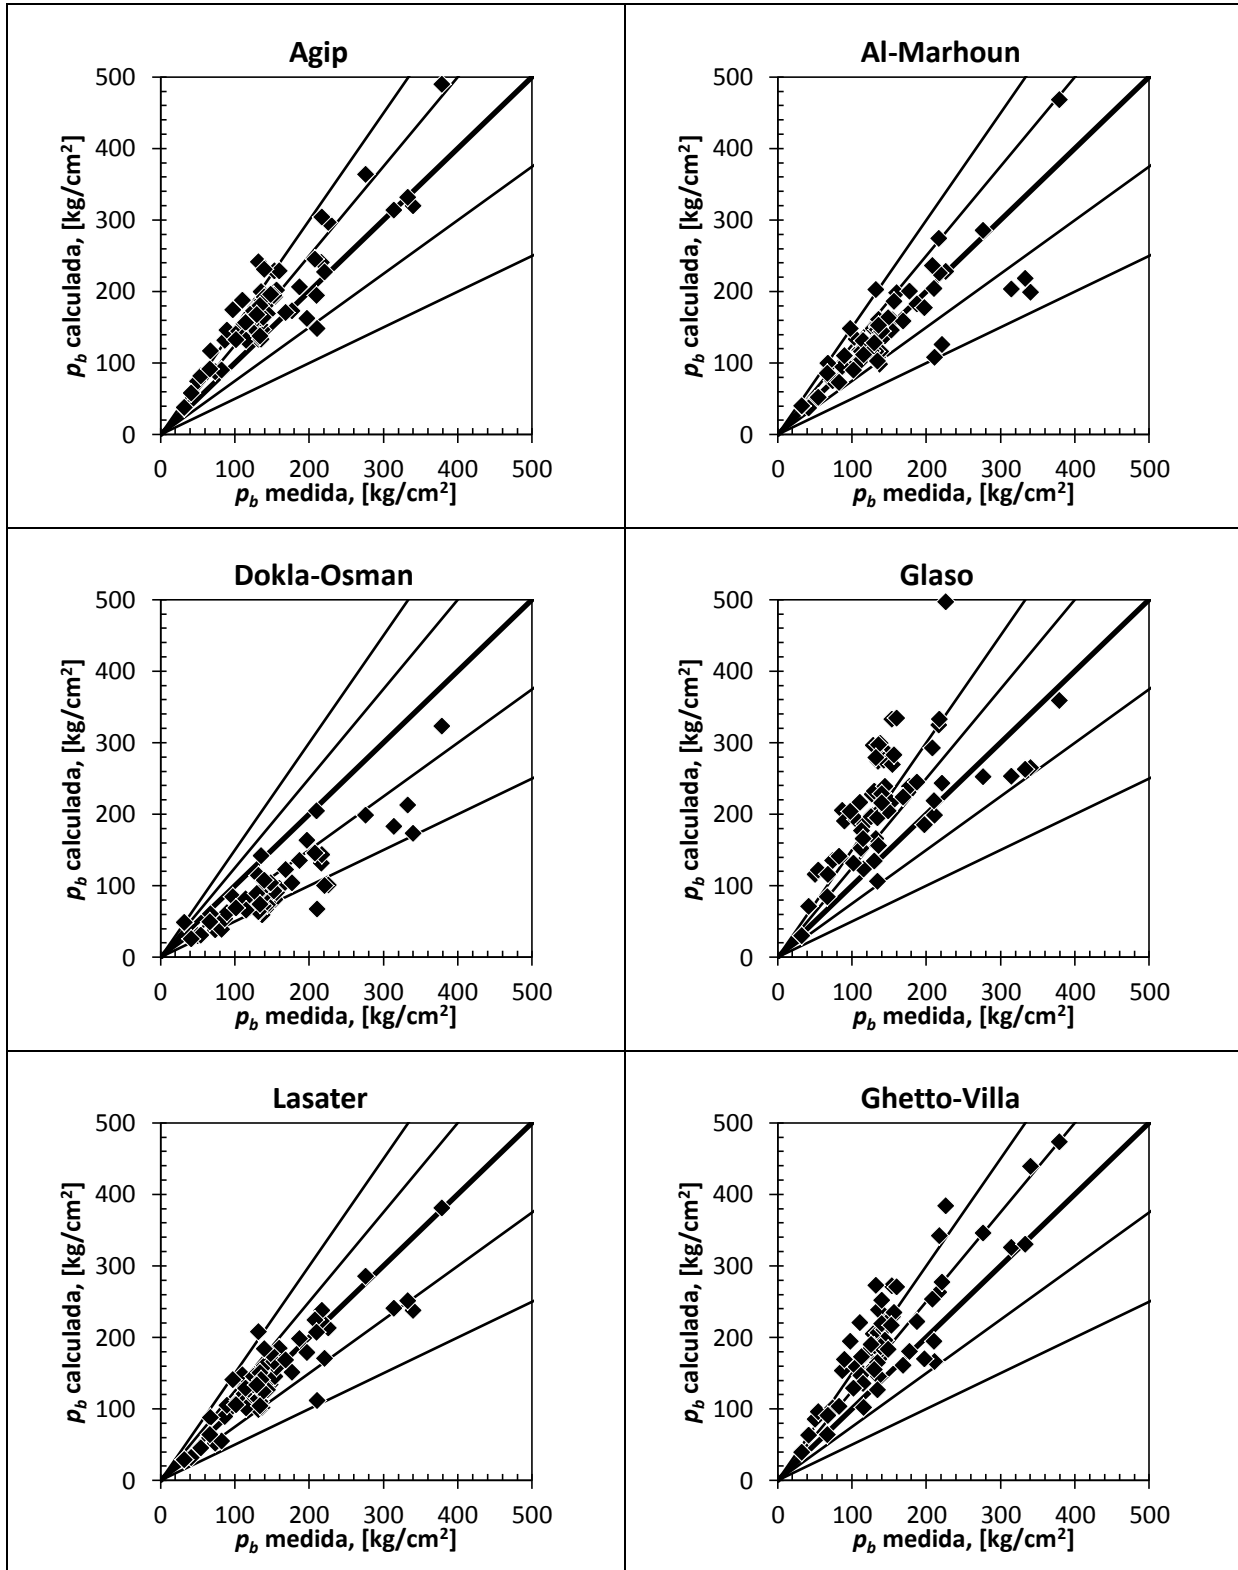 Agip
500
400
300
200
100
0
p_b calculada, [kg/cm²]
0 100 200 300 400 500
p_b medida, [kg/cm²]
Al-Marhoun
500
400
300
200
100
0
p_b calculada, [kg/cm²]
0 100 200 300 400 500
p_b medida, [kg/cm²]
Dokla-Osman
500
400
300
200
100
0
p_b calculada, [kg/cm²]
0 100 200 300 400 500
p_b medida, [kg/cm²]
Glaso
500
400
300
200
100
0
p_b calculada, [kg/cm²]
0 100 200 300 400 500
p_b medida, [kg/cm²]
Lasater
500
400
300
200
100
0
p_b calculada, [kg/cm²]
0 100 200 300 400 500
p_b medida, [kg/cm²]
Ghetto-Villa
500
400
300
200
100
0
p_b calculada, [kg/cm²]
0 100 200 300 400 500
p_b medida, [kg/cm²]